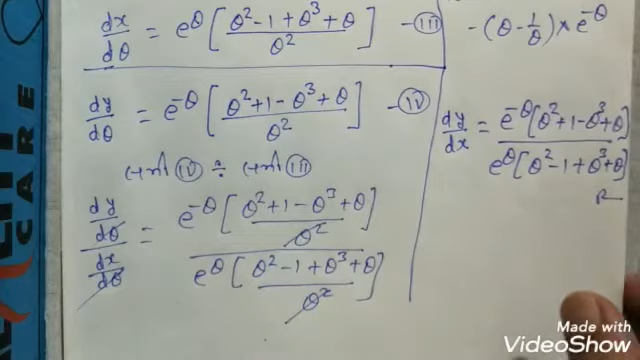 dx/dθ = e^θ [ (θ²-1+θ³+θ)/θ² ] -(iii)
dy/dθ = e^-θ [ (θ²+1-θ³+θ)/θ² ] -(iv)
(iv) ÷ (iii)
(dy/dθ)/(dx/dθ) = (e^-θ [ (θ²+1-θ³+θ)/θ² ])/(e^θ [ (θ²-1+θ³+θ)/θ² ])
-(θ-1/θ)×e^-θ
dy/dx = (e^-θ[θ²+1-θ³+θ])/(e^θ[θ²-1+θ³+θ])
CARE
Made with
VideoShow